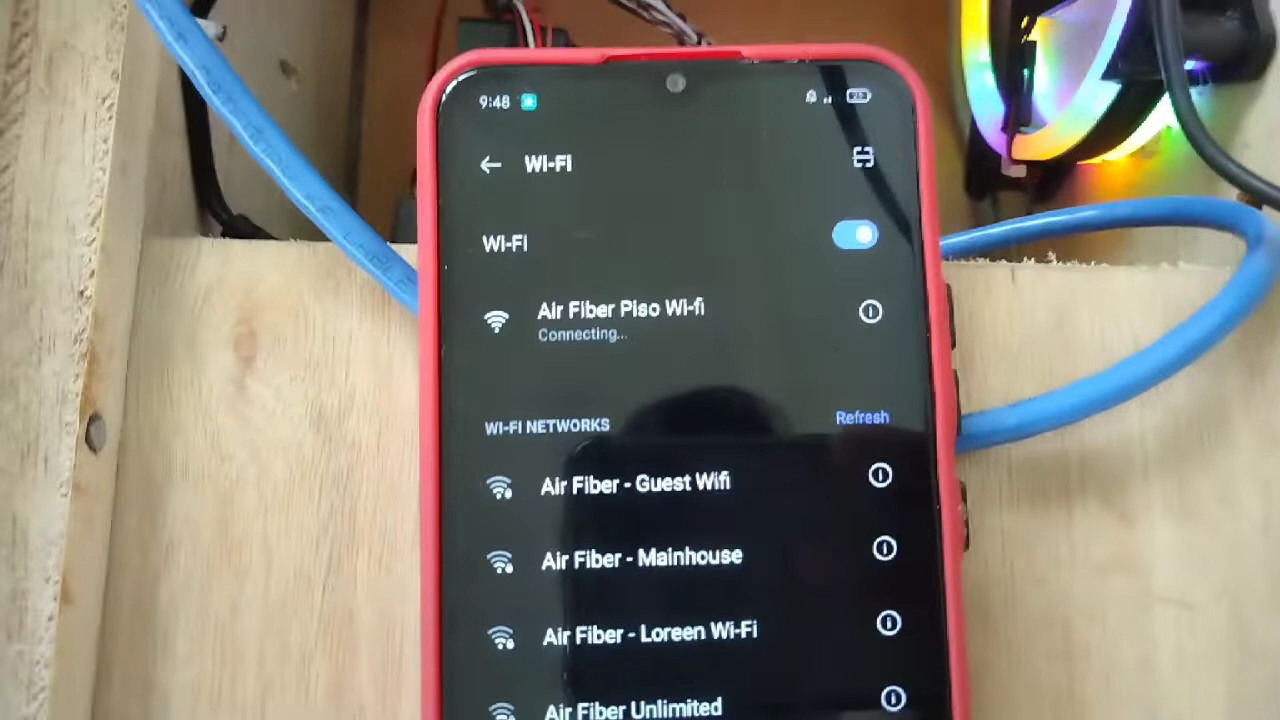 9:48
Wi-Fi
Wi-Fi
Air Fiber Piso Wi-fi
Connecting...
WI-FI NETWORKS
Refresh
Air Fiber - Guest Wifi
Air Fiber - Mainhouse
Air Fiber - Loreen Wi-Fi
Air Fiber Unlimited